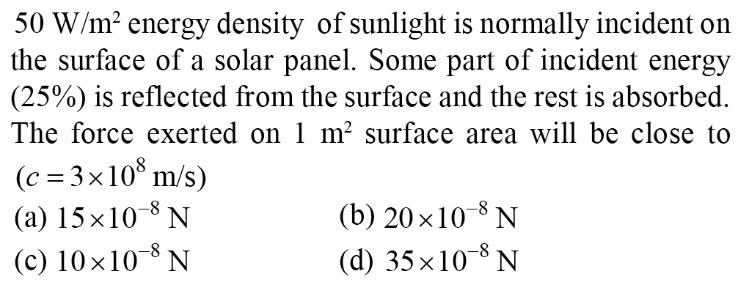 50 W/m² energy density of sunlight is normally incident on
the surface of a solar panel. Some part of incident energy
(25%) is reflected from the surface and the rest is absorbed.
The force exerted on 1 m² surface area will be close to
(c = 3×10⁸ m/s)
(a) 15×10⁻⁸ N (b) 20×10⁻⁸ N
(c) 10×10⁻⁸ N (d) 35×10⁻⁸ N